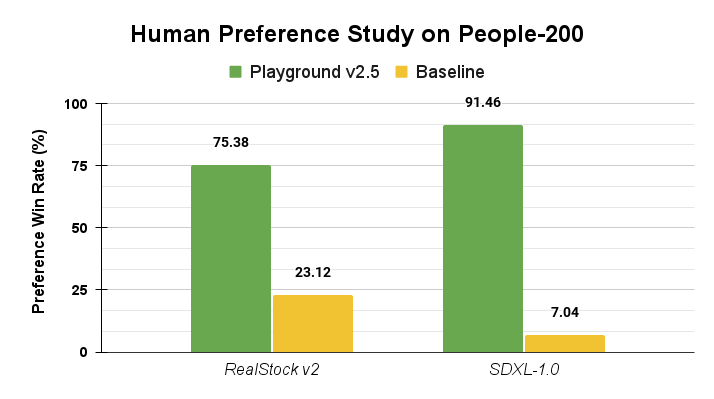 Human Preference Study on People-200
Playground v2.5 Baseline
Preference Win Rate (%)
100
75
50
25
0
75.38
23.12
91.46
7.04
RealStock v2
SDXL-1.0